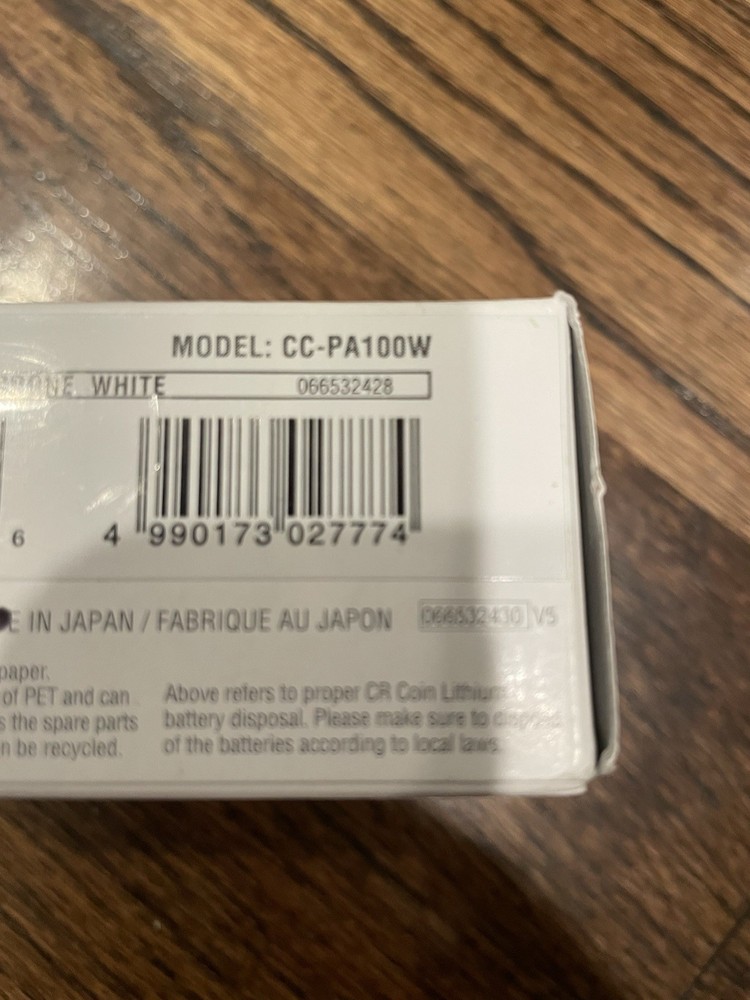 MODEL: CC-PA100W
WHITE 066532428
6 4 990173 027774
E IN JAPAN / FABRIQUE AU JAPON 066532430 V5
paper.
of PET and can
s the spare parts
n be recycled.
Above refers to proper CR Coin Lithium
battery disposal. Please make sure to dispose
of the batteries according to local laws.